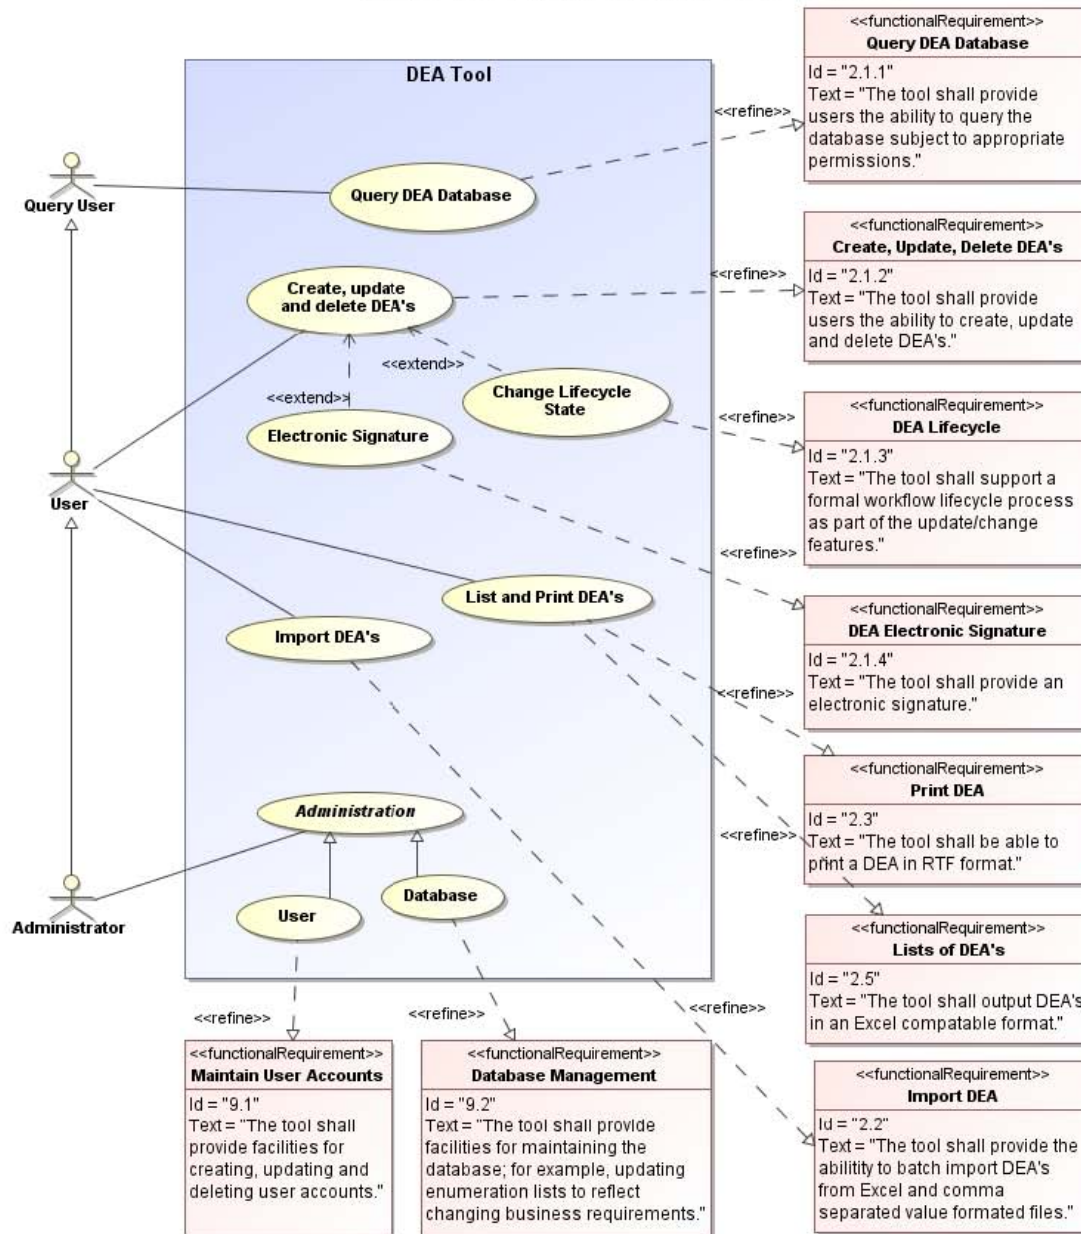 DEA Tool
Query User
Query DEA Database
Create, update
and delete DEA's
<<extend>>
<<extend>>
Change Lifecycle
State
Electronic Signature
User
List and Print DEA's
Import DEA's
Administration
User
Database
Administrator
<<refine>>
<<functionalRequirement>>
Query DEA Database
Id = "2.1.1"
Text = "The tool shall provide
users the ability to query the
database subject to appropriate
permissions."
<<refine>>
<<functionalRequirement>>
Create, Update, Delete DEA's
Id = "2.1.2"
Text = "The tool shall provide
users the ability to create, update
and delete DEA's."
<<refine>>
<<functionalRequirement>>
DEA Lifecycle
Id = "2.1.3"
Text = "The tool shall support a
formal workflow lifecycle process
as part of the update/change
features."
<<refine>>
<<functionalRequirement>>
DEA Electronic Signature
Id = "2.1.4"
Text = "The tool shall provide an
electronic signature."
<<refine>>
<<functionalRequirement>>
Print DEA
Id = "2.3"
Text = "The tool shall be able to
print a DEA in RTF format."
<<refine>>
<<functionalRequirement>>
Lists of DEA's
Id = "2.5"
Text = "The tool shall output DEA's
in an Excel compatable format."
<<refine>>
<<functionalRequirement>>
Import DEA
Id = "2.2"
Text = "The tool shall provide the
abilitity to batch import DEA's
from Excel and comma
separated value formated files."
<<refine>>
<<functionalRequirement>>
Maintain User Accounts
Id = "9.1"
Text = "The tool shall
provide facilities for
creating, updating and
deleting user accounts."
<<refine>>
<<functionalRequirement>>
Database Management
Id = "9.2"
Text = "The tool shall provide
facilities for maintaining the
database; for example, updating
enumeration lists to reflect
changing business requirements."